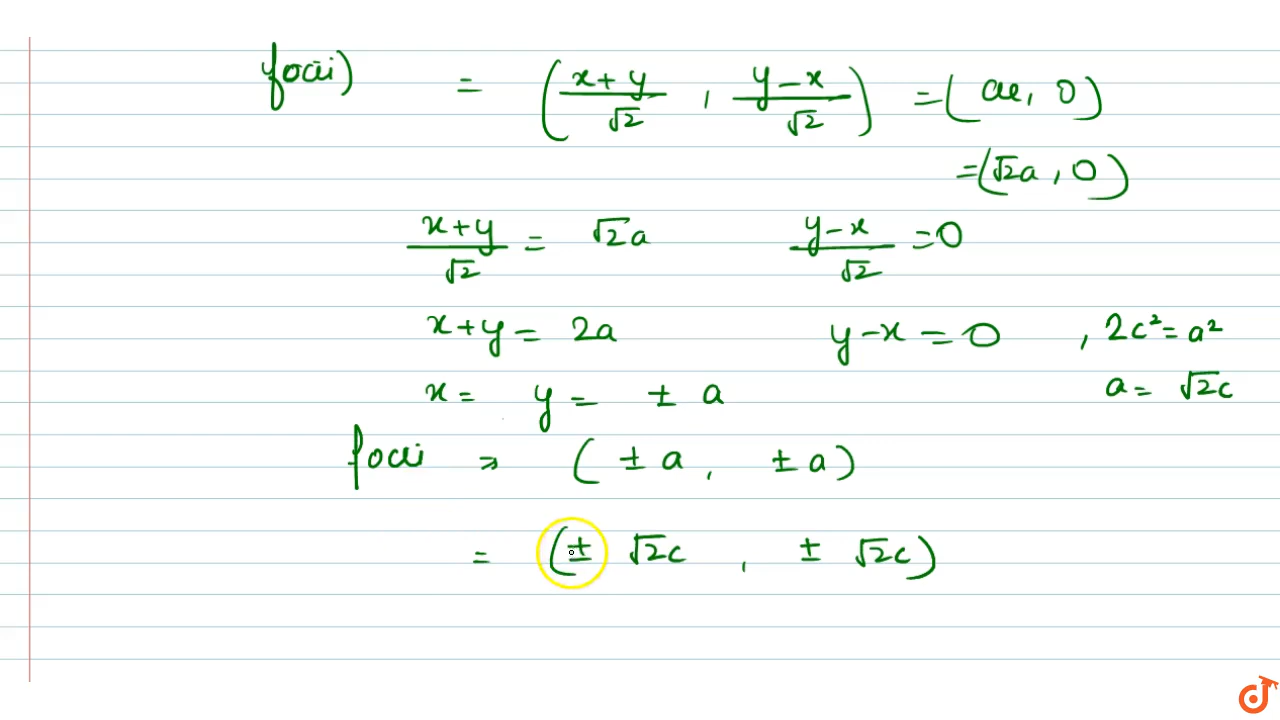 foci) = ((x+y)/√2 , (y-x)/√2) = (ae, 0)
= (√2a, 0)
(x+y)/√2 = √2a (y-x)/√2 = 0
x+y = 2a y-x = 0 , 2c² = a²
x = y = ± a a = √2c
foci ⇒ (± a, ± a)
= (± √2c , ± √2c)